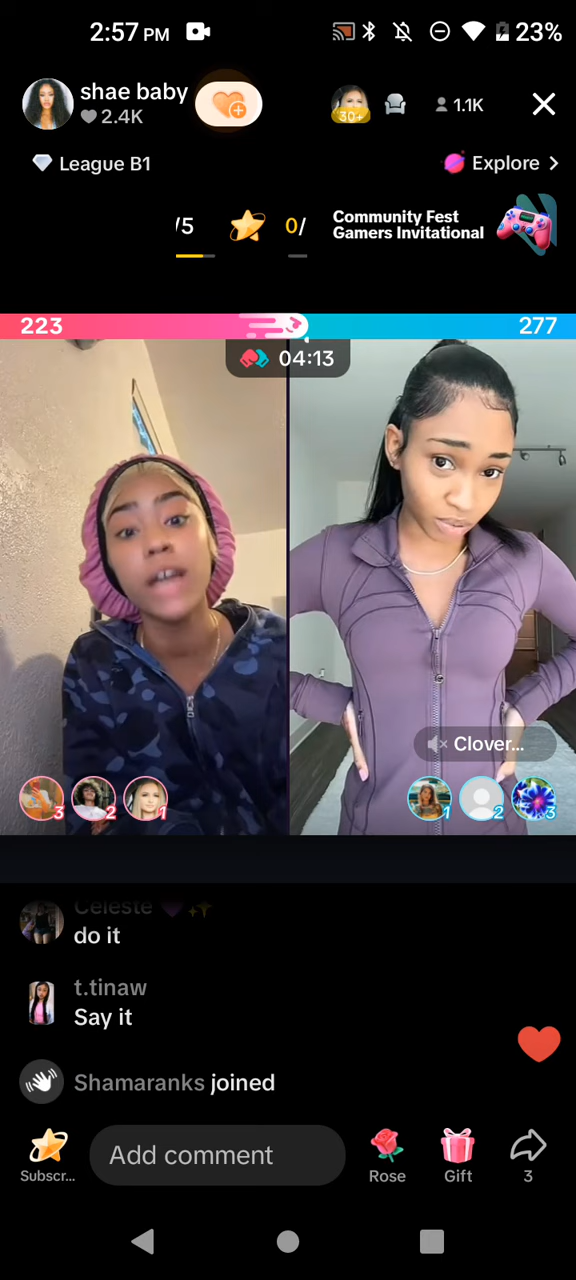 2:57 PM
23%
shae baby
2.4K
30+
1.1K
League B1
Explore >
/5
0/
Community Fest
Gamers Invitational
223
277
04:13
Clover...
3
2
1
1
2
3
Celeste
do it
t.tinaw
Say it
Shamaranks joined
Subscr...
Add comment
Rose
Gift
3